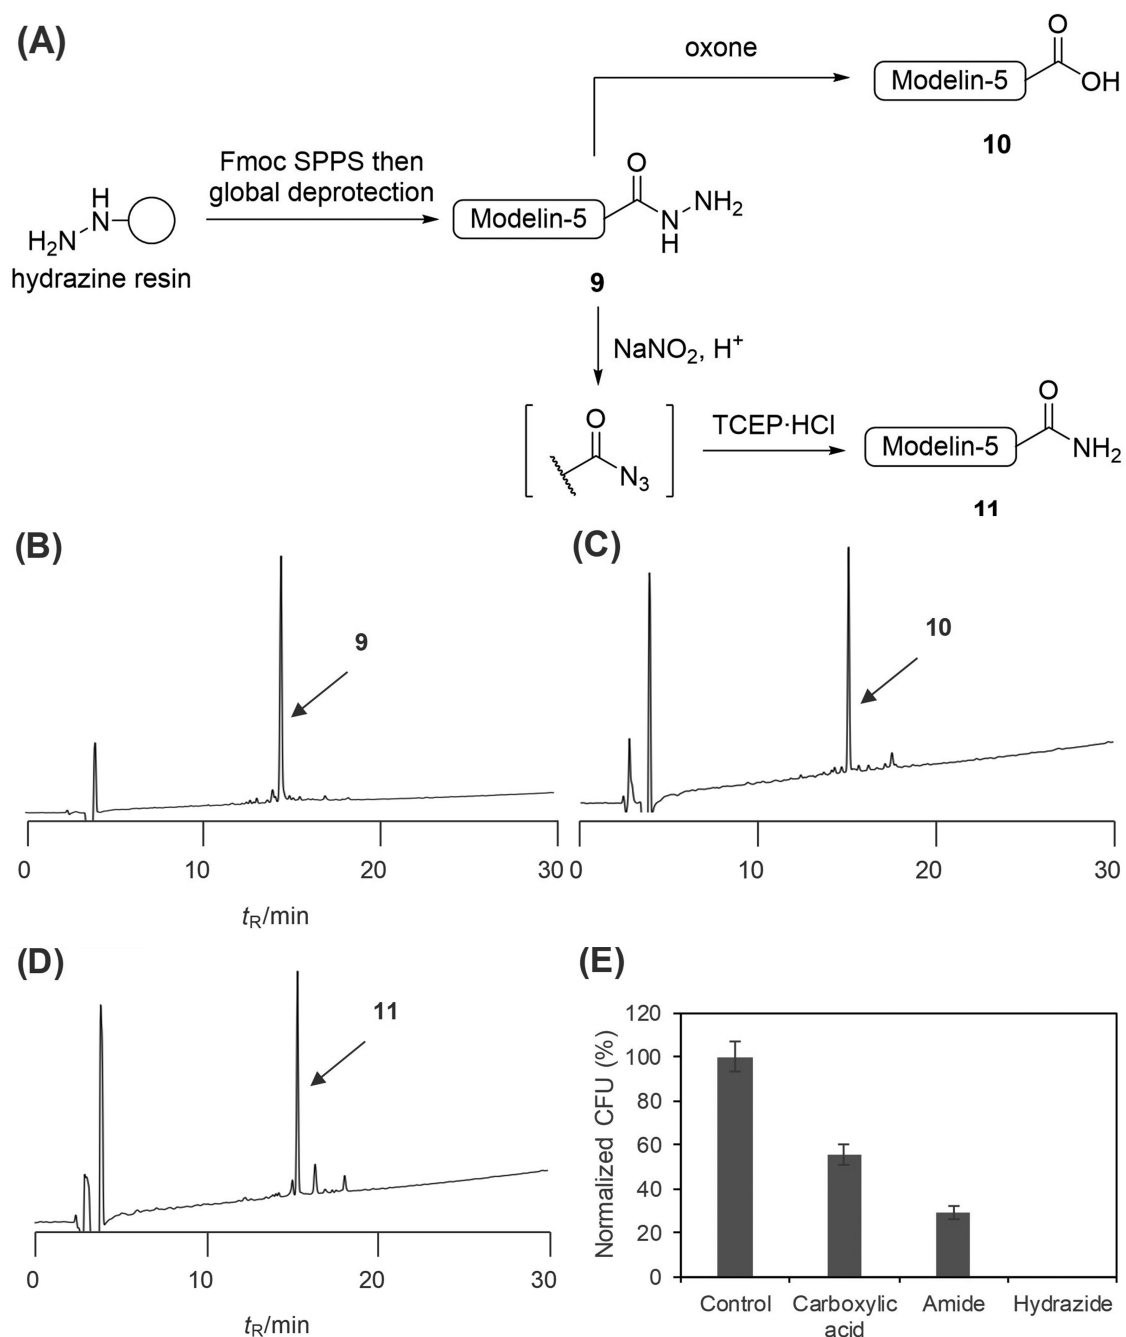 (A)
oxone
O
OH
Modelin-5
10
Fmoc SPPS then
global deprotection
H
N
H2N
hydrazine resin
O
NH2
N
H
Modelin-5
9
NaNO2, H+
O
N3
TCEP·HCl
O
NH2
Modelin-5
11
(B)
9
0 10 20 30
tR/min
(C)
10
0 10 20 30
(D)
11
0 10 20 30
tR/min
(E)
Normalized CFU (%)
120
100
80
60
40
20
0
Control Carboxylic acid Amide Hydrazide